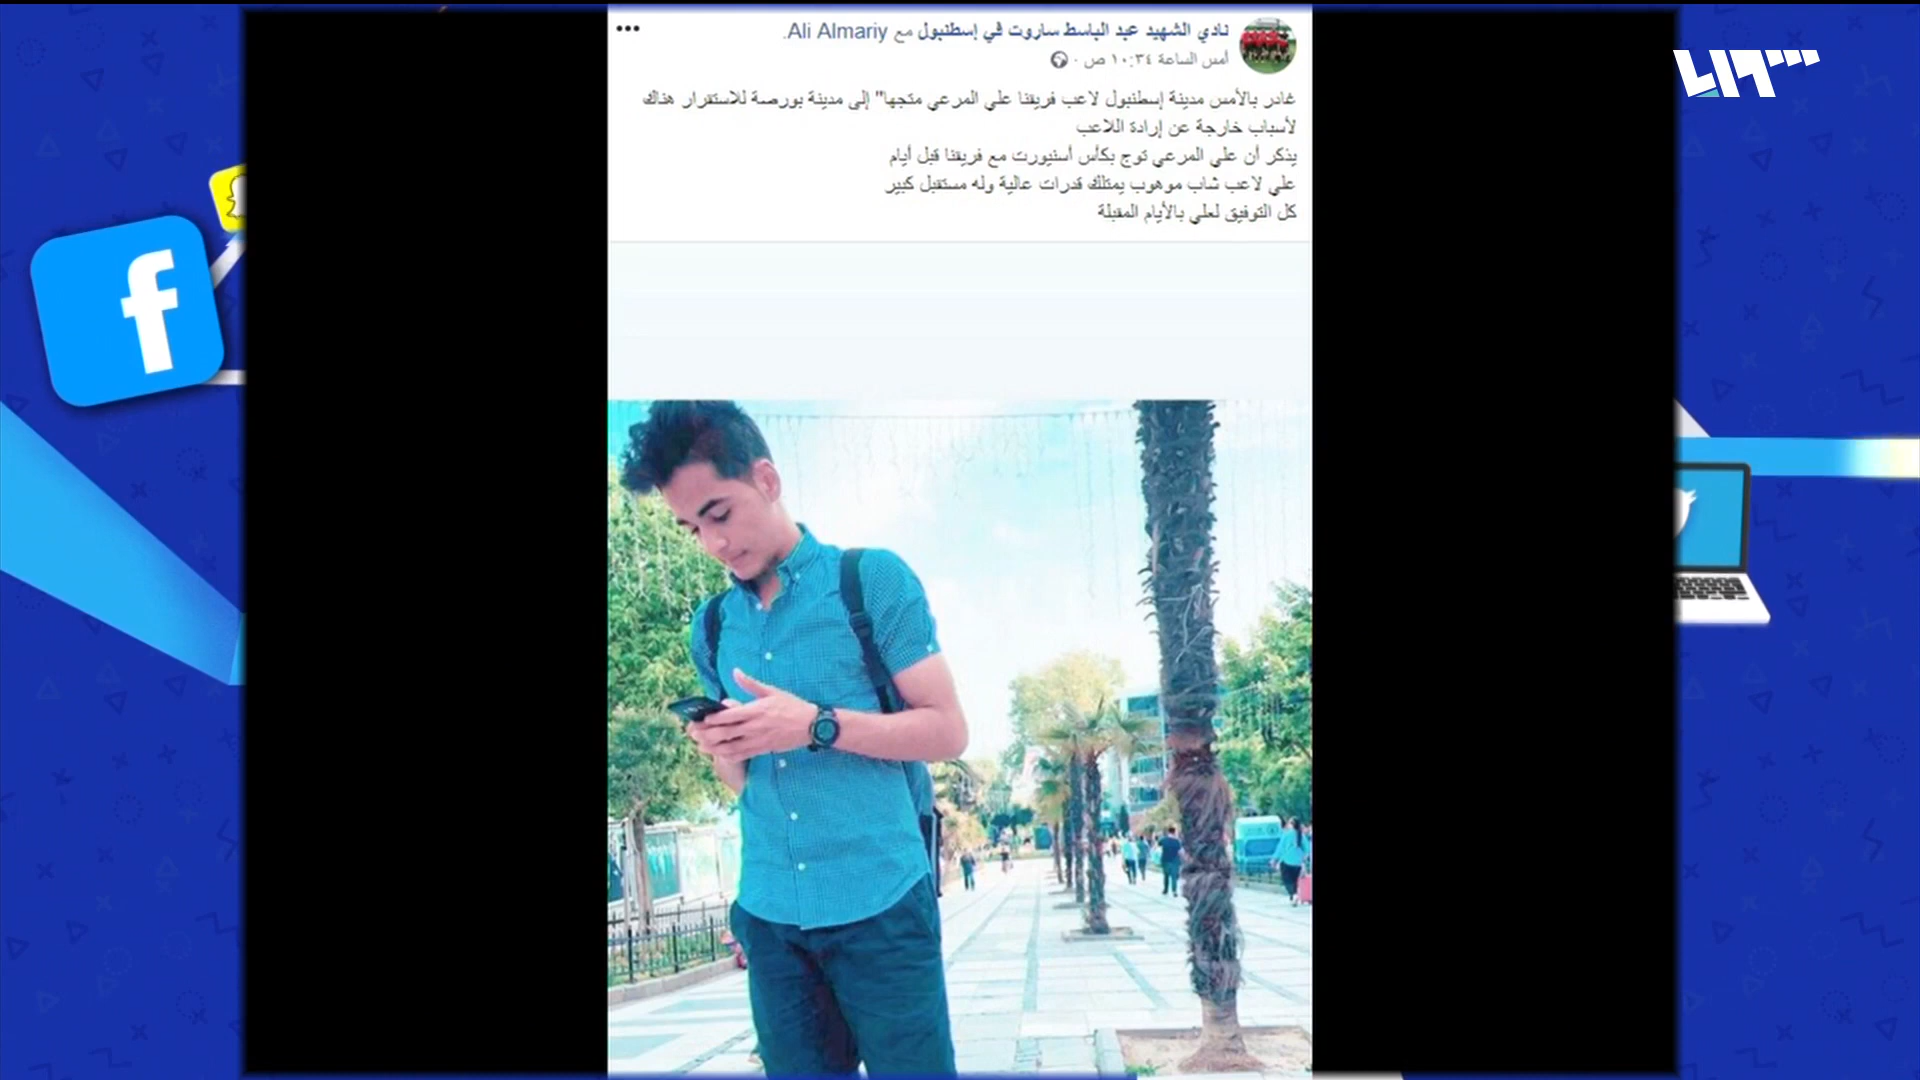 نادي الشهيد عبد الباسط ساروت في إسطنبول مع Ali Almariy.
أمس الساعة ١٠:٣٤ ص ·
غادر بالأمس مدينة إسطنبول لاعب فريقنا علي المرعي متجها" إلى مدينة بورصة للاستقرار هناك
لأسباب خارجة عن إرادة اللاعب
يذكر أن علي المرعي توج بكأس أسنيورت مع فريقنا قبل أيام
علي لاعب شاب موهوب يمتلك قدرات عالية وله مستقبل كبير
كل التوفيق لعلي بالأيام المقبلة